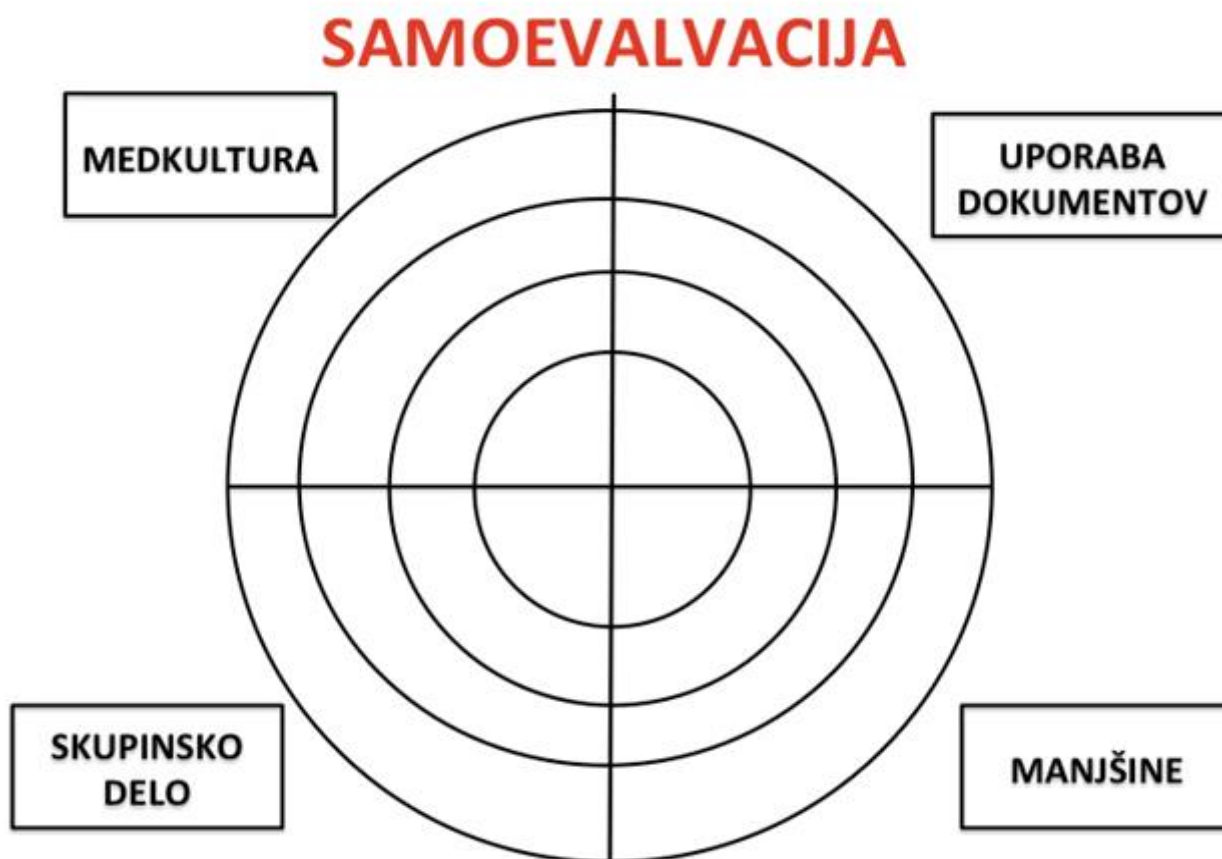 SAMOEVALVACIJA
MEDKULTURA
UPORABA
DOKUMENTOV
SKUPINSKO
DELO
MANJŠINE